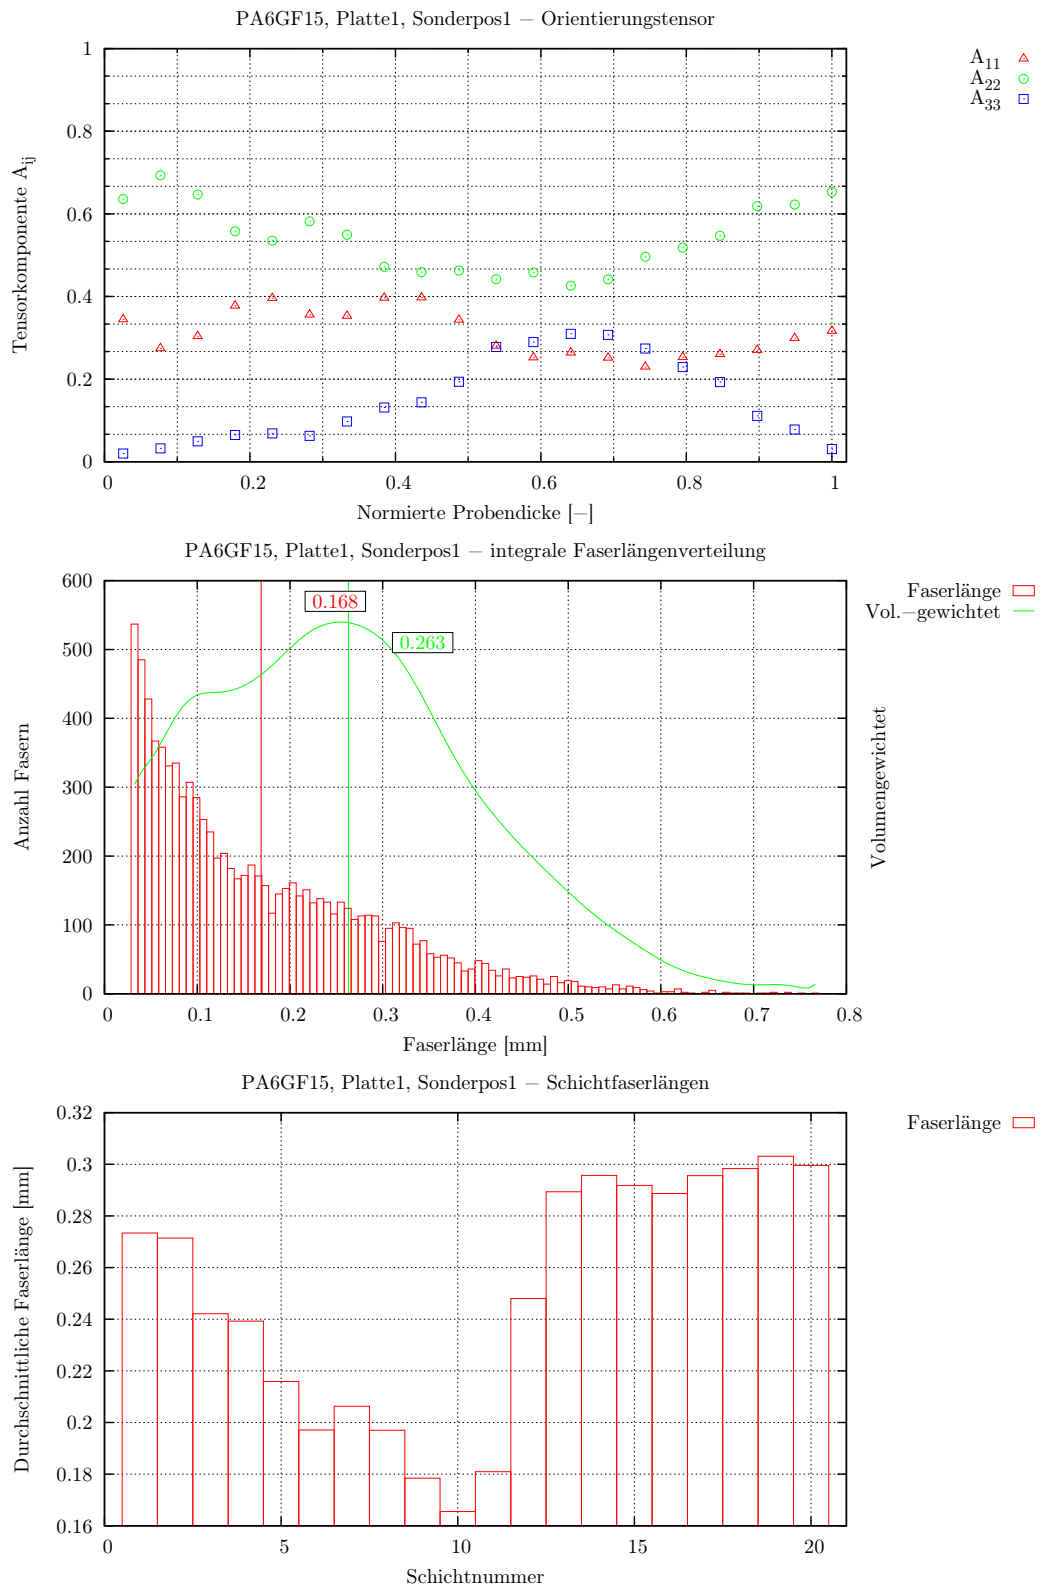 PA6GF15, Platte1, Sonderpos1 − Orientierungstensor
1
0.8
0.6
0.4
0.2
0
Tensorkomponente A_ij
0 0.2 0.4 0.6 0.8 1
Normierte Probendicke [−]
A_11
A_22
A_33
PA6GF15, Platte1, Sonderpos1 − integrale Faserlängenverteilung
600
500
400
300
200
100
0
Anzahl Fasern
0.168
0.263
0 0.1 0.2 0.3 0.4 0.5 0.6 0.7 0.8
Faserlänge [mm]
Volumengewichtet
Faserlänge
Vol.−gewichtet
PA6GF15, Platte1, Sonderpos1 − Schichtfaserlängen
0.32
0.3
0.28
0.26
0.24
0.22
0.2
0.18
0.16
Durchschnittliche Faserlänge [mm]
0 5 10 15 20
Schichtnummer
Faserlänge